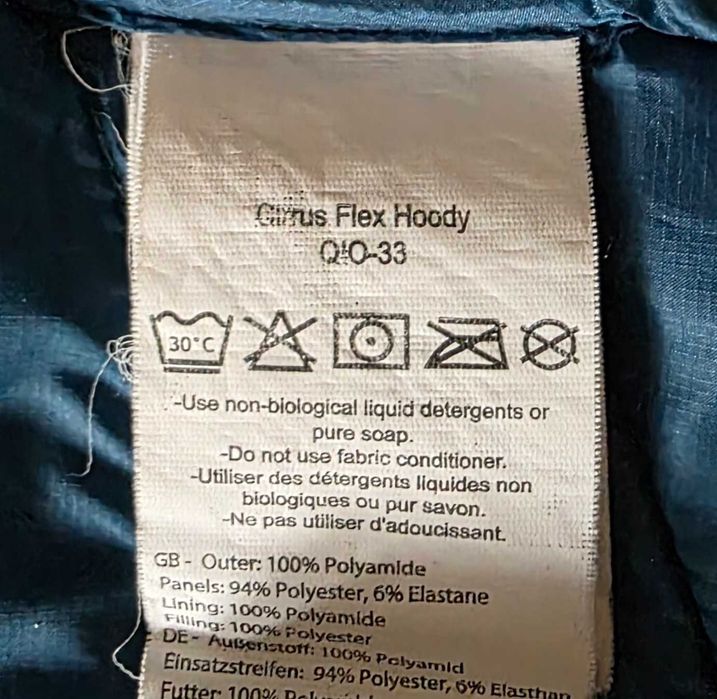 Cirrus Flex Hoody
30°C
-Use non-biological liquid detergents or
pure soap.
-Do not use fabric conditioner.
-Utiliser des détergents liquides non
biologiques ou pur savon.
-Ne pas utiliser d'adoucissant.
GB - Outer: 100% Polyamide
Panels: 94% Polyester, 6% Elastane
Lining: 100% Polyamide
Filling: 100% Polyester
DE - Außenstoff: 100% Polyamid
Einsatzstreifen: 94% Polyester, 6% Elasthan
Futter: 100%